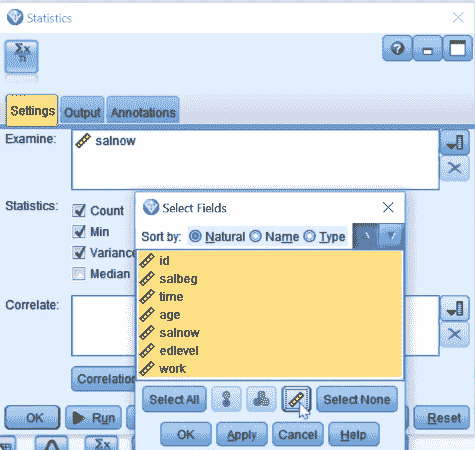 Statistics
Σx
n
Settings Output Annotations
Examine: salnow
Statistics: Count
Min
Variance
Median
Select Fields
Sort by: Natural Name Type
id
salbeg
time
age
salnow
edlevel
work
Correlate:
Select All Select None
OK Apply Cancel Help
OK Run Reset